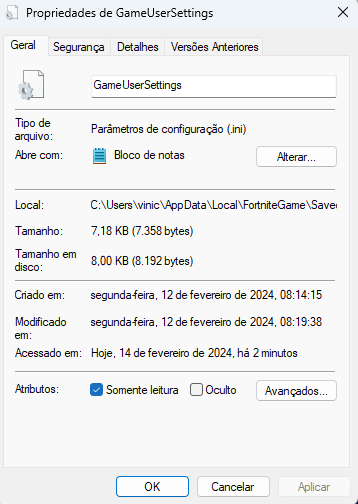 Propriedades de GameUserSettings
Geral Segurança Detalhes Versões Anteriores
GameUserSettings
Tipo de arquivo: Parâmetros de configuração (.ini)
Abre com: Bloco de notas Alterar...
Local: C:\Users\vinic\AppData\Local\FortniteGame\Save
Tamanho: 7,18 KB (7.358 bytes)
Tamanho em disco: 8,00 KB (8.192 bytes)
Criado em: segunda-feira, 12 de fevereiro de 2024, 08:14:15
Modificado em: segunda-feira, 12 de fevereiro de 2024, 08:19:38
Acessado em: Hoje, 14 de fevereiro de 2024, há 2 minutos
Atributos: Somente leitura Oculto Avançados...
OK Cancelar Aplicar